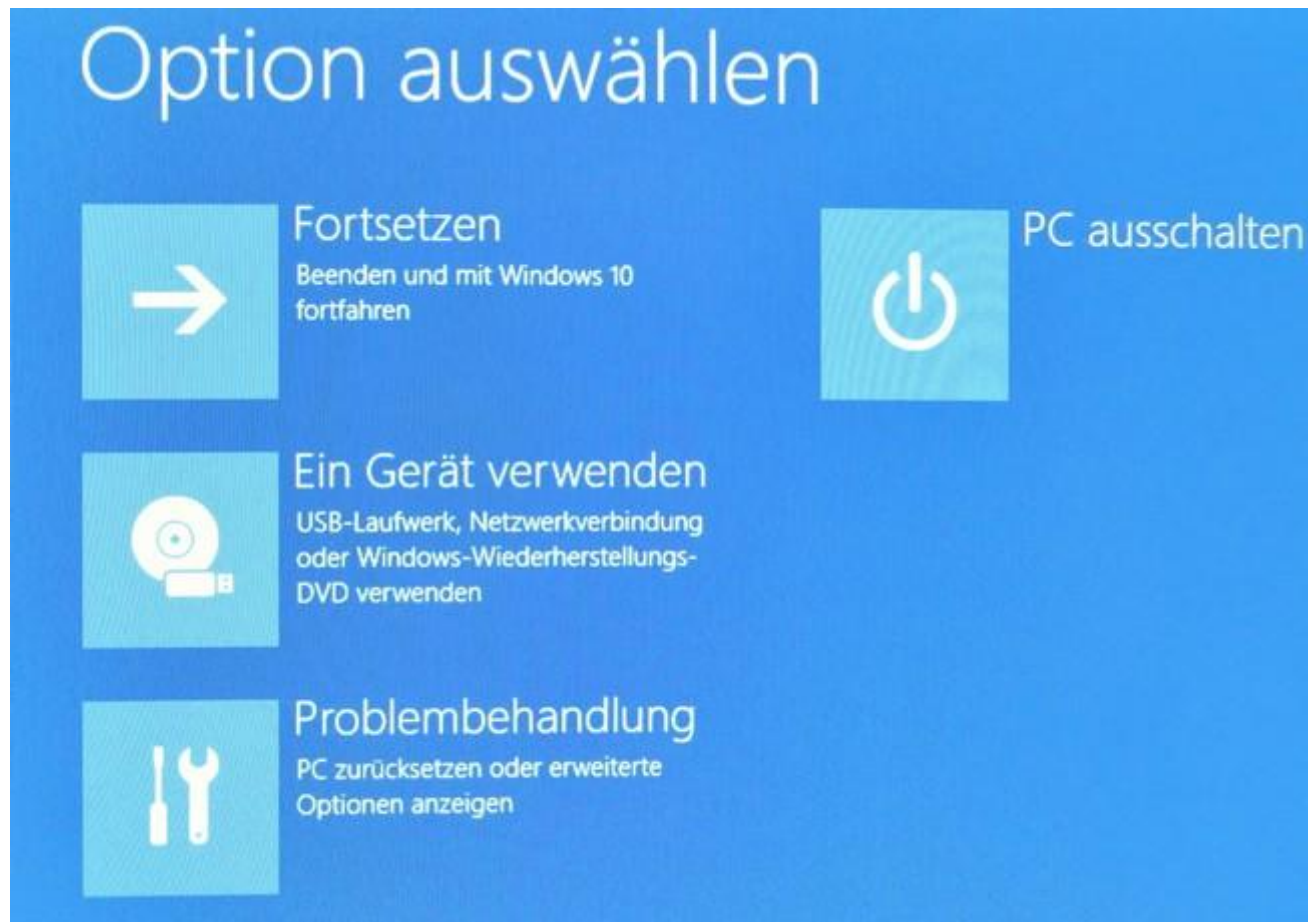 Option auswählen
Fortsetzen
Beenden und mit Windows 10
fortfahren
PC ausschalten
Ein Gerät verwenden
USB-Laufwerk, Netzwerkverbindung
oder Windows-Wiederherstellungs-
DVD verwenden
Problembehandlung
PC zurücksetzen oder erweiterte
Optionen anzeigen